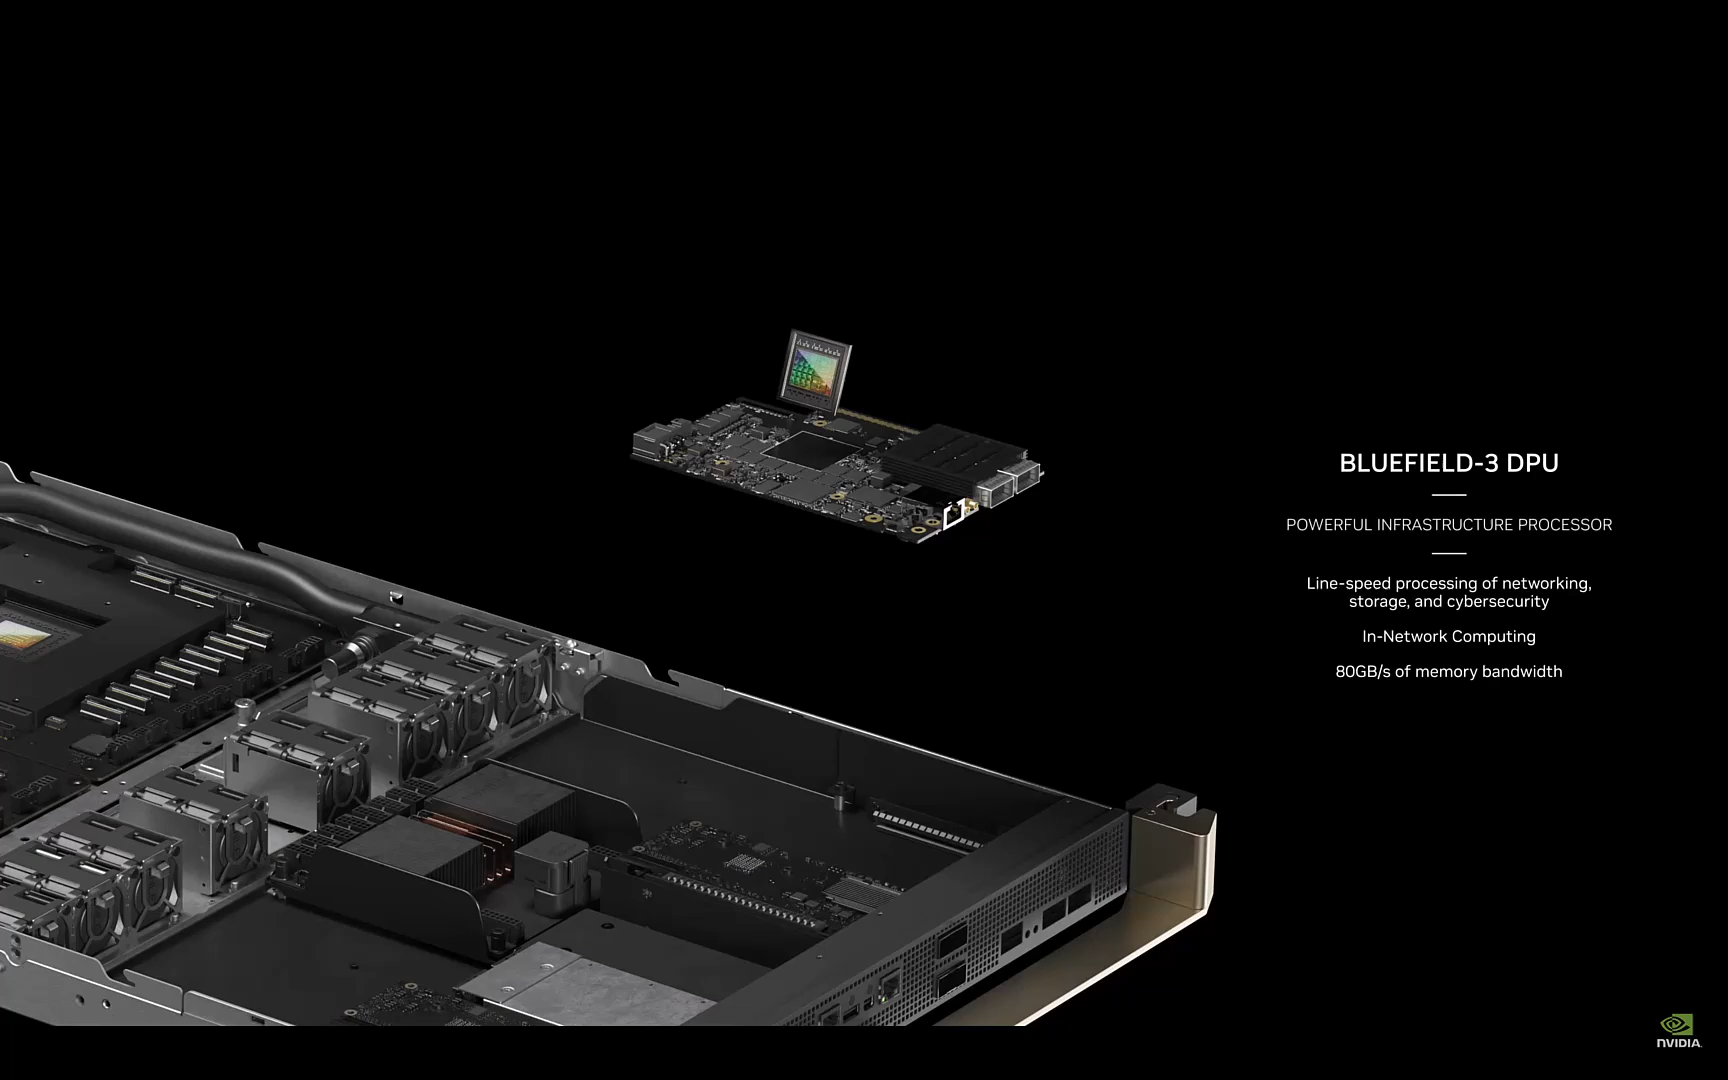 BLUEFIELD-3 DPU
POWERFUL INFRASTRUCTURE PROCESSOR
Line-speed processing of networking,
storage, and cybersecurity
In-Network Computing
80GB/s of memory bandwidth
NVIDIA.